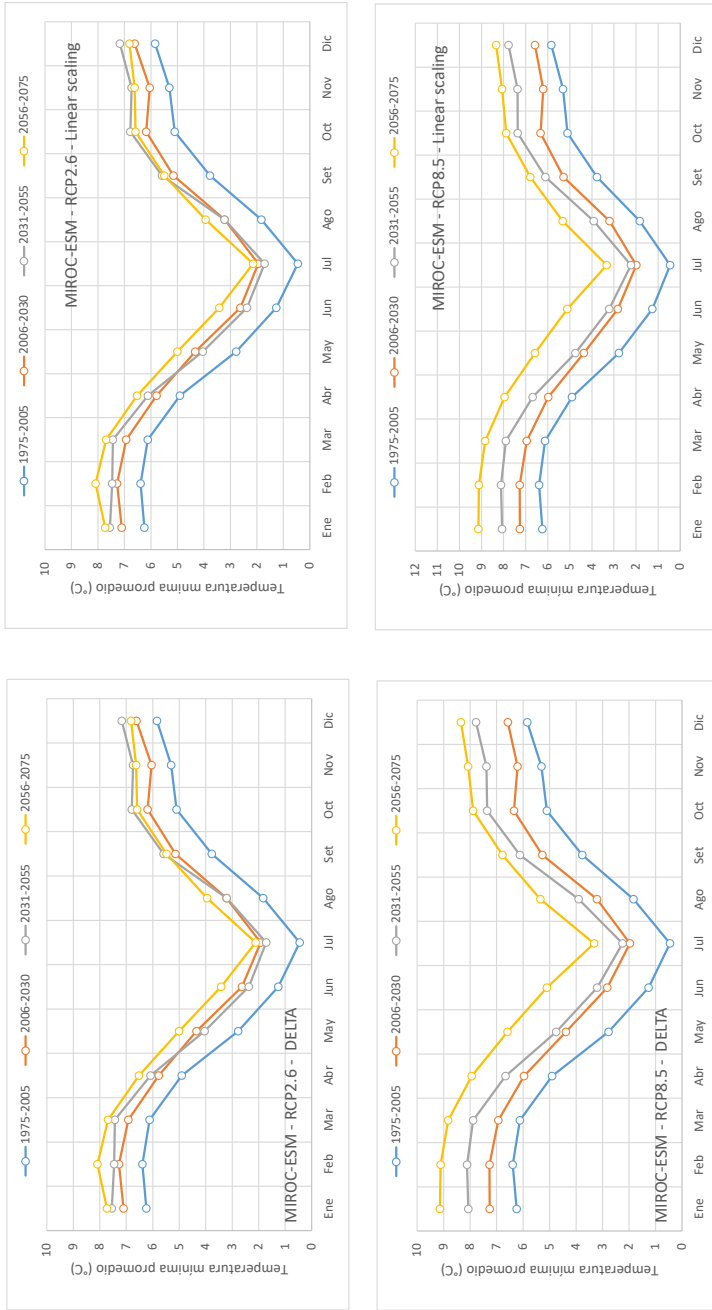 1975-2005 2006-2030 2031-2055 2056-2075
10
9
8
7
6
5
4
3
2
1
0
Temperatura mínima promedio (°C)
MIROC-ESM - RCP2.6 - DELTA
Ene Feb Mar Abr May Jun Jul Ago Set Oct Nov Dic
1975-2005 2006-2030 2031-2055 2056-2075
MIROC-ESM - RCP2.6 - Linear scaling
10
9
8
7
6
5
4
3
2
1
0
Temperatura mínima promedio (°C)
Ene Feb Mar Abr May Jun Jul Ago Set Oct Nov Dic
1975-2005 2006-2030 2031-2055 2056-2075
10
9
8
7
6
5
4
3
2
1
0
Temperatura mínima promedio (°C)
MIROC-ESM - RCP8.5 - DELTA
Ene Feb Mar Abr May Jun Jul Ago Set Oct Nov Dic
1975-2005 2006-2030 2031-2055 2056-2075
MIROC-ESM - RCP8.5 - Linear scaling
12
11
10
9
8
7
6
5
4
3
2
1
0
Temperatura mínima promedio (°C)
Ene Feb Mar Abr May Jun Jul Ago Set Oct Nov Dic